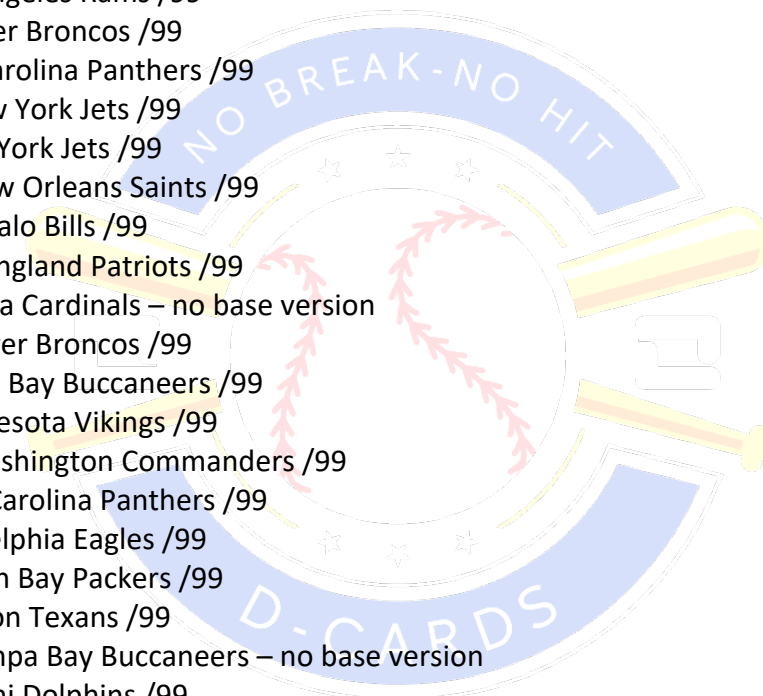 er Broncos /99
arolina Panthers /99
w York Jets /99
York Jets /99
w Orleans Saints /99
alo Bills /99
ngland Patriots /99
a Cardinals – no base version
er Broncos /99
Bay Buccaneers /99
esota Vikings /99
shington Commanders /99
Carolina Panthers /99
elphia Eagles /99
n Bay Packers /99
on Texans /99
mpa Bay Buccaneers – no base version
Dolphins /99
NO BREAK-NO HIT
D-CARDS